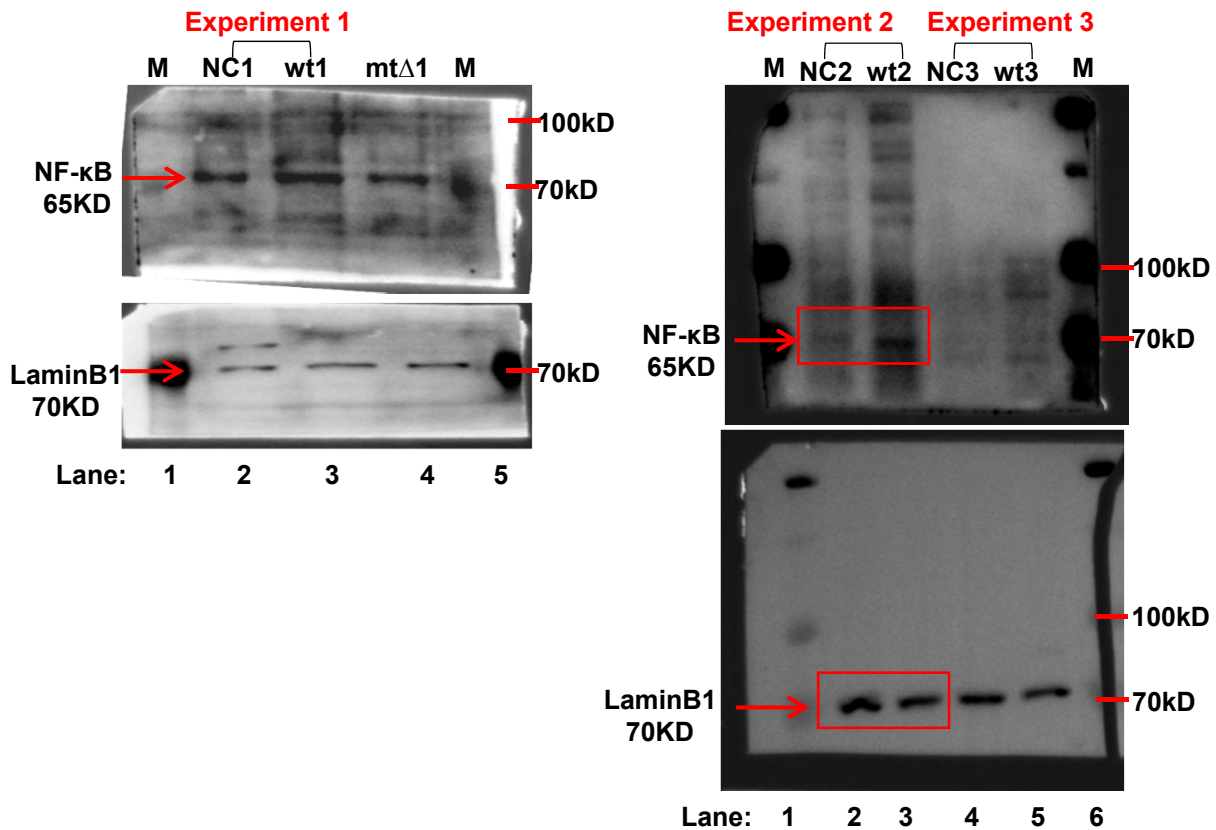 Experiment 1
M NC1 wt1 mtΔ1 M
100kD
NF-κB
65KD
70kD
LaminB1
70KD
70kD
Lane: 1 2 3 4 5
Experiment 2 Experiment 3
M NC2 wt2 NC3 wt3 M
100kD
NF-κB
65KD
70kD
100kD
LaminB1
70KD
70kD
Lane: 1 2 3 4 5 6